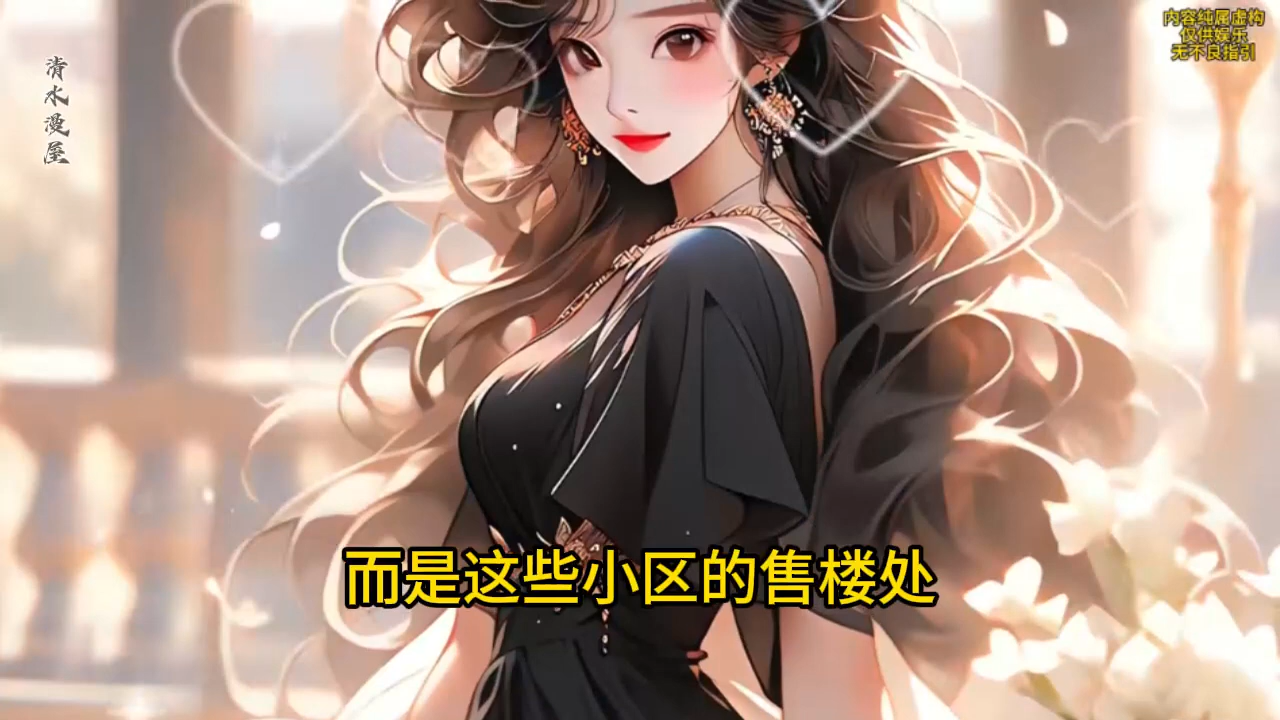 清水漫屋
内容纯属虚构
仅供娱乐
无不良指引
而是这些小区的售楼处